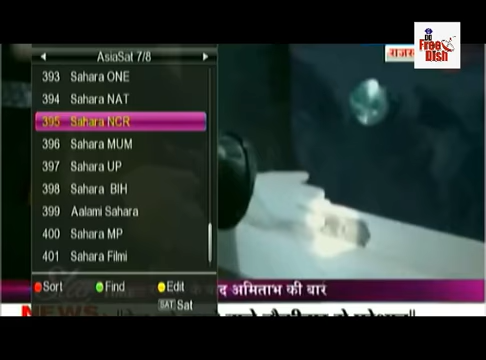 DD
Free
Dish
AsiaSat 7/8
393 Sahara ONE
394 Sahara NAT
395 Sahara NCR
396 Sahara MUM
397 Sahara UP
398 Sahara BIH
399 Aalami Sahara
400 Sahara MP
401 Sahara Filmi
Sort Find Edit
SAT Sat
अमिताभ की बारी
NEWS